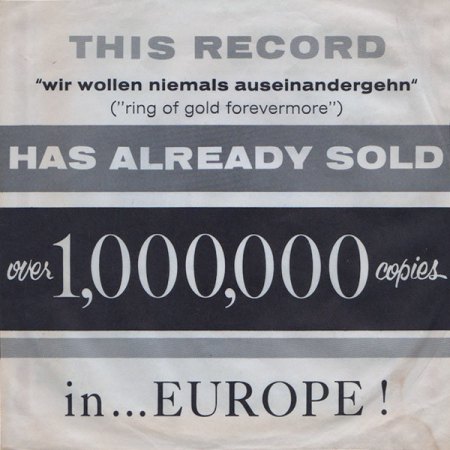 THIS RECORD
"wir wollen niemals auseinandergehn"
("ring of gold forevermore")
HAS ALREADY SOLD
over 1,000,000 copies
in...EUROPE!